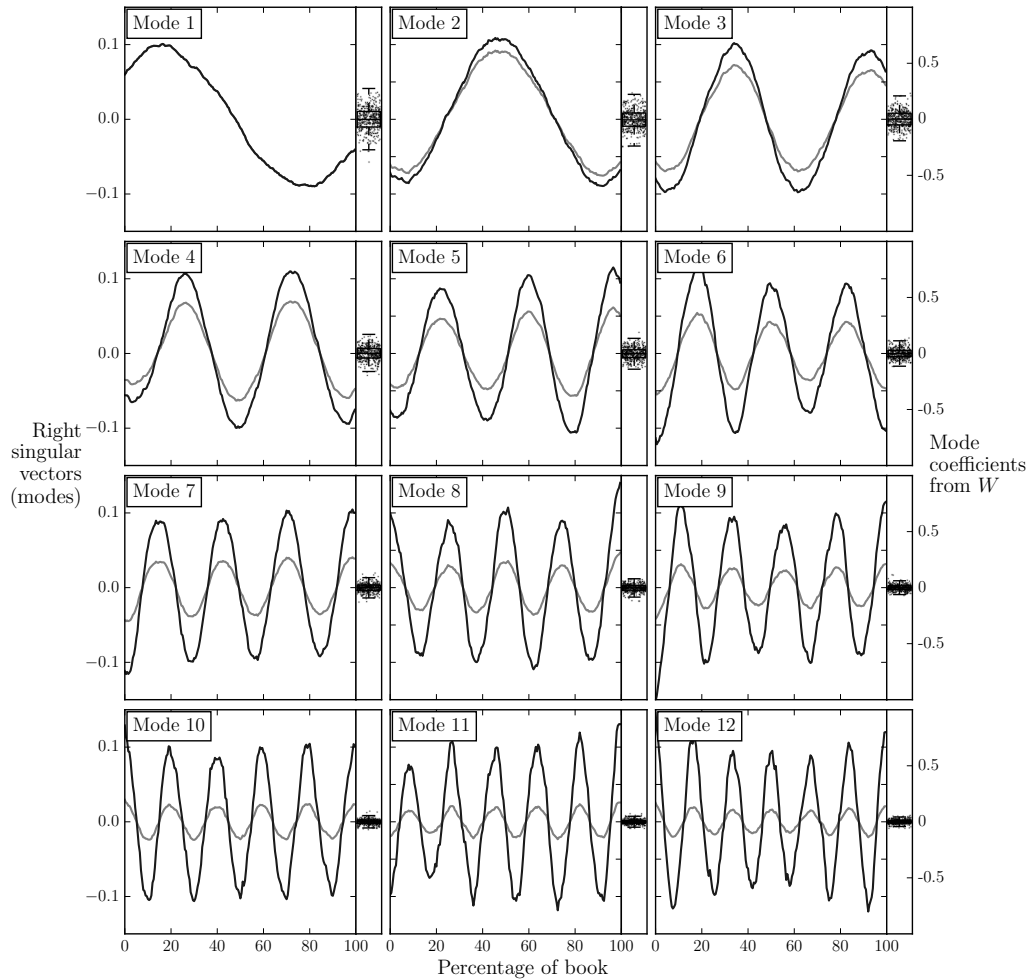 Mode 1
Mode 2
Mode 3
0.1
0.0
−0.1
0.5
0
-0.5
Mode 4
Mode 5
Mode 6
0.1
0.0
−0.1
0.5
0
-0.5
Right
singular
vectors
(modes)
Mode
coefficients
from W
Mode 7
Mode 8
Mode 9
0.1
0.0
−0.1
0.5
0
-0.5
Mode 10
Mode 11
Mode 12
0.1
0.0
−0.1
0.5
0
-0.5
0 20 40 60 80 100 20 40 60 80 100 20 40 60 80 100
Percentage of book